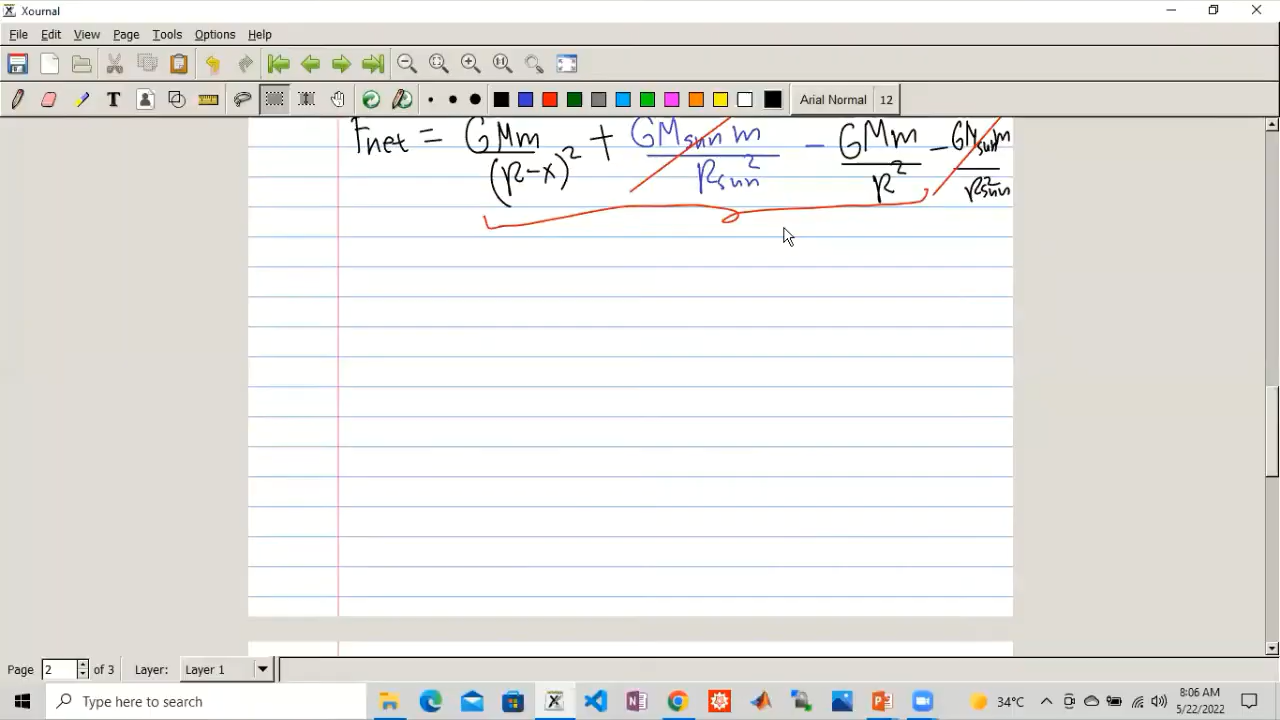 Xournal
File Edit View Page Tools Options Help
Arial Normal 12
Fnet = GMm/(R-x)² + GMsun m/Rsun² - GMm/R² - GMsun m/R²sun
Page 2 of 3 Layer: Layer 1
Type here to search
34°C
8:06 AM
5/22/2022